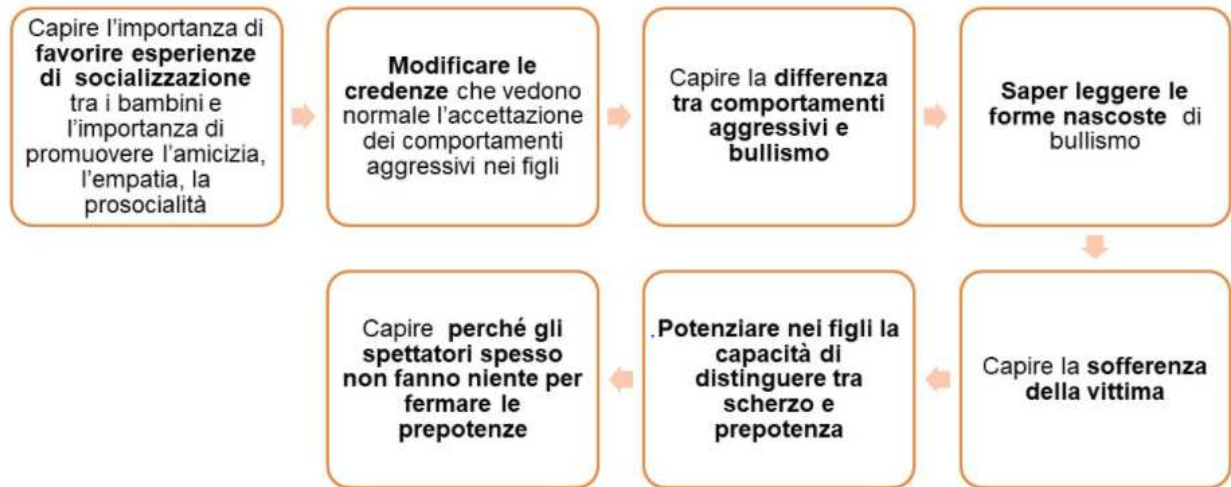 Capire l'importanza di
favorire esperienze
di socializzazione
tra i bambini e
l'importanza di
promuovere l'amicizia,
l'empatia, la
prosocialità
Modificare le
credenze che vedono
normale l'accettazione
dei comportamenti
aggressivi nei figli
Capire la differenza
tra comportamenti
aggressivi e
bullismo
Saper leggere le
forme nascoste di
bullismo
Capire la sofferenza
della vittima
.Potenziare nei figli la
capacità di
distinguere tra
scherzo e
prepotenza
Capire perché gli
spettatori spesso
non fanno niente per
fermare le
prepotenze